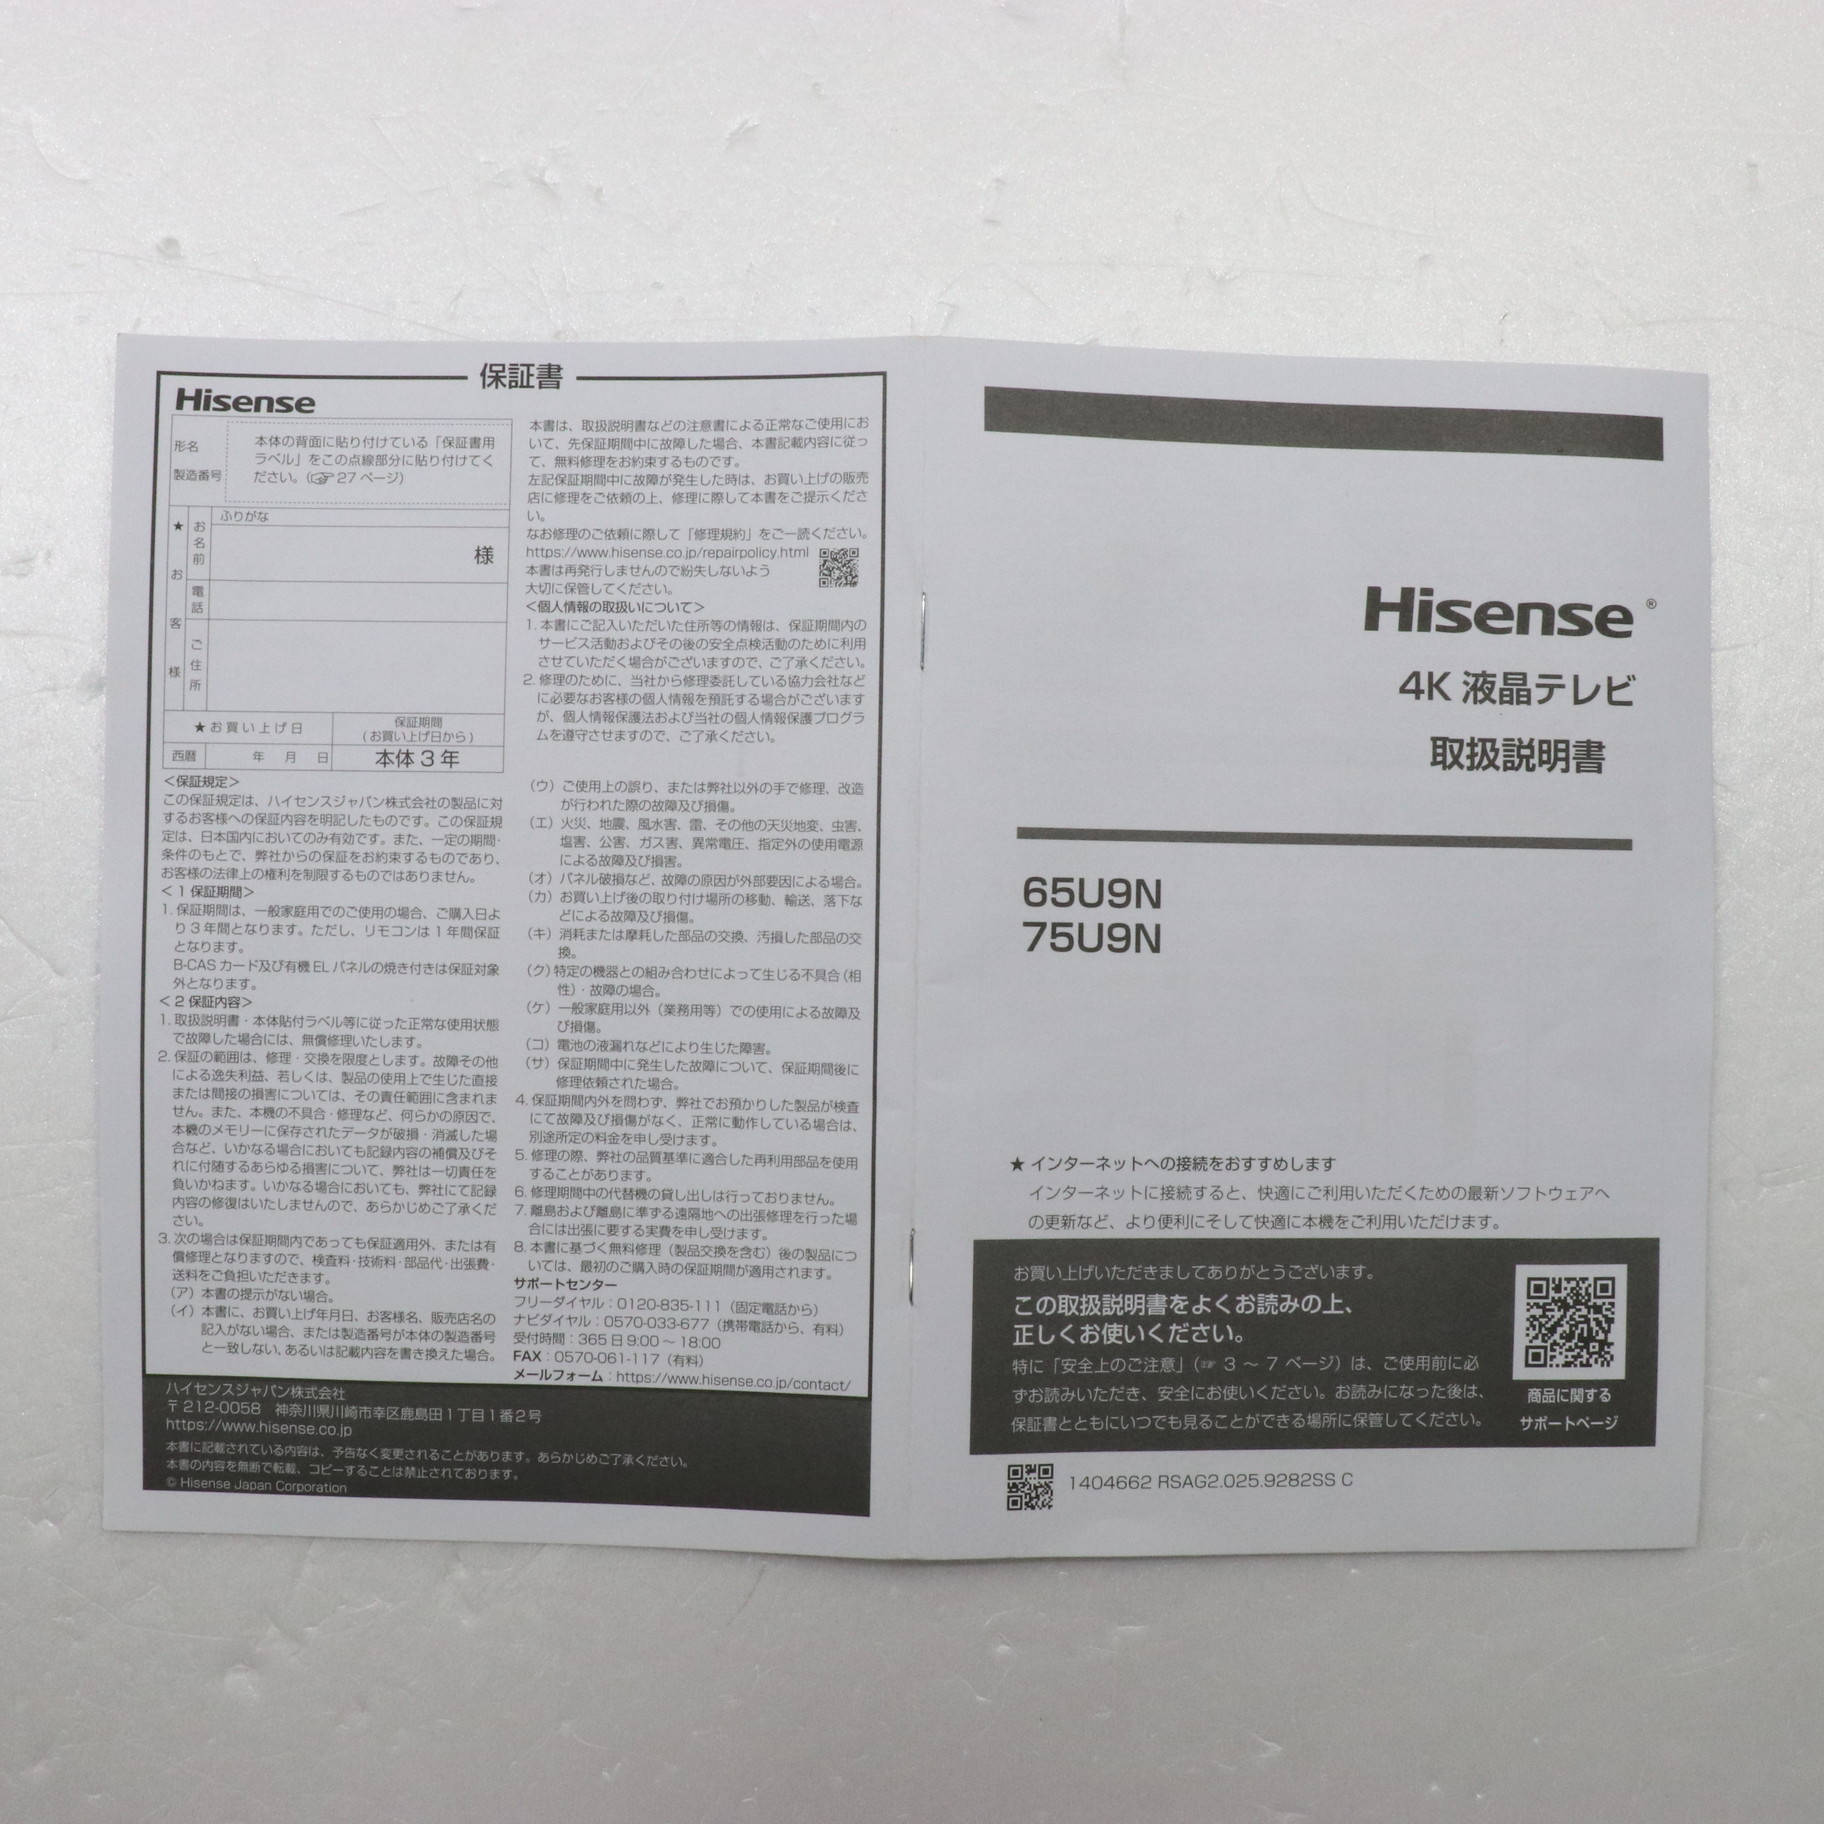 保証書
Hisense
形名
製造番号
本体の背面に貼り付けている「保証書用
ラベル」をこの点線部分に貼り付けてく
ださい。(☞27 ページ)
★お客様
お名前
ふりがな
様
電話
ご住所
★お買い上げ日
保証期間
(お買い上げ日から)
西暦 年 月 日
本体 3 年
<保証規定>
この保証規定は、ハイセンスジャパン株式会社の製品に対
するお客様への保証内容を明記したものです。この保証規
定は、日本国内においてのみ有効です。また、一定の期間・
条件のもとで、弊社からの保証をお約束するものであり、
お客様の法律上の権利を制限するものではありません。
< 1 保証期間>
1. 保証期間は、一般家庭用でのご使用の場合、ご購入日よ
り 3 年間となります。ただし、リモコンは 1 年間保証
となります。
B-CAS カード及び有機 EL パネルの焼き付きは保証対象
外となります。
< 2 保証内容>
1. 取扱説明書・本体貼付ラベル等に従った正常な使用状態
で故障した場合には、無償修理いたします。
2. 保証の範囲は、修理・交換を限度とします。故障その他
による逸失利益、若しくは、製品の使用上で生じた直接
または間接の損害については、その責任範囲に含まれま
せん。また、本機の不具合・修理など、何らかの原因で、
本機のメモリーに保存されたデータが破損・消滅した場
合など、いかなる場合においても記録内容の補償及びそ
れに付随するあらゆる損害について、弊社は一切責任を
負いかねます。いかなる場合においても、弊社にて記録
内容の修復はいたしませんので、あらかじめご了承くだ
さい。
3. 次の場合は保証期間内であっても保証適用外、または有
償修理となりますので、検査料・技術料・部品代・出張費・
送料をご負担いただきます。
(ア) 本書の提示がない場合。
(イ) 本書に、お買い上げ年月日、お客様名、販売店名の
記入がない場合、または製造番号が本体の製造番号
と一致しない、あるいは記載内容を書き換えた場合。
本書は、取扱説明書などの注意書による正常なご使用にお
いて、先保証期間中に故障した場合、本書記載内容に従っ
て、無料修理をお約束するものです。
左記保証期間中に故障が発生した時は、お買い上げの販売
店に修理をご依頼の上、修理に際して本書をご提示くださ
い。
なお修理のご依頼に際して「修理規約」をご一読ください。
https://www.hisense.co.jp/repairpolicy.html
本書は再発行しませんので紛失しないよう
大切に保管してください。
<個人情報の取扱いについて>
1. 本書にご記入いただいた住所等の情報は、保証期間内の
サービス活動およびその後の安全点検活動のために利用
させていただく場合がございますので、ご了承ください。
2. 修理のために、当社から修理委託している協力会社など
に必要なお客様の個人情報を預託する場合がございます
が、個人情報保護法および当社の個人情報保護プログラ
ムを遵守させますので、ご了承ください。
(ウ) ご使用上の誤り、または弊社以外の手で修理、改造
が行われた際の故障及び損傷。
(エ) 火災、地震、風水害、雷、その他の天災地変、虫害、
塩害、公害、ガス害、異常電圧、指定外の使用電源
による故障及び損害。
(オ) パネル破損など、故障の原因が外部要因による場合。
(カ) お買い上げ後の取り付け場所の移動、輸送、落下な
どによる故障及び損傷。
(キ) 消耗または摩耗した部品の交換、汚損した部品の交
換。
(ク) 特定の機器との組み合わせによって生じる不具合 (相
性)・故障の場合。
(ケ) 一般家庭用以外 (業務用等) での使用による故障及
び損傷。
(コ) 電池の液漏れなどにより生じた障害。
(サ) 保証期間中に発生した故障について、保証期間後に
修理依頼された場合。
4. 保証期間内外を問わず、弊社でお預かりした製品が検査
にて故障及び損傷がなく、正常に動作している場合は、
別途所定の料金を申し受けます。
5. 修理の際、弊社の品質基準に適合した再利用部品を使用
することがあります。
6. 修理期間中の代替機の貸し出しは行っておりません。
7. 離島および離島に準ずる遠隔地への出張修理を行った場
合には出張に要する実費を申し受けます。
8. 本書に基づく無料修理 (製品交換を含む) 後の製品につ
いては、最初のご購入時の保証期間が適用されます。
サポートセンター
フリーダイヤル：0120-835-111 (固定電話から)
ナビダイヤル：0570-033-677 (携帯電話から、有料)
受付時間：365 日 9:00 ～ 18:00
FAX：0570-061-117 (有料)
メールフォーム：https://www.hisense.co.jp/contact/
ハイセンスジャパン株式会社
〒212-0058 神奈川県川崎市幸区鹿島田1丁目1番2号
https://www.hisense.co.jp
本書に記載されている内容は、予告なく変更されることがあります。あらかじめご了承ください。
本書の内容を無断で転載、コピーすることは禁止されております。
© Hisense Japan Corporation
Hisense®
4K 液晶テレビ
取扱説明書
65U9N
75U9N
★ インターネットへの接続をおすすめします
インターネットに接続すると、快適にご利用いただくための最新ソフトウェアへ
の更新など、より便利にそして快適に本機をご利用いただけます。
お買い上げいただきましてありがとうございます。
この取扱説明書をよくお読みの上、
正しくお使いください。
特に「安全上のご注意」(☞ 3 ～ 7 ページ) は、ご使用前に必
ずお読みいただき、安全にお使いください。お読みになった後は、
保証書とともにいつでも見ることができる場所に保管してください。
商品に関する
サポートページ
1404662 RSAG2.025.9282SS C